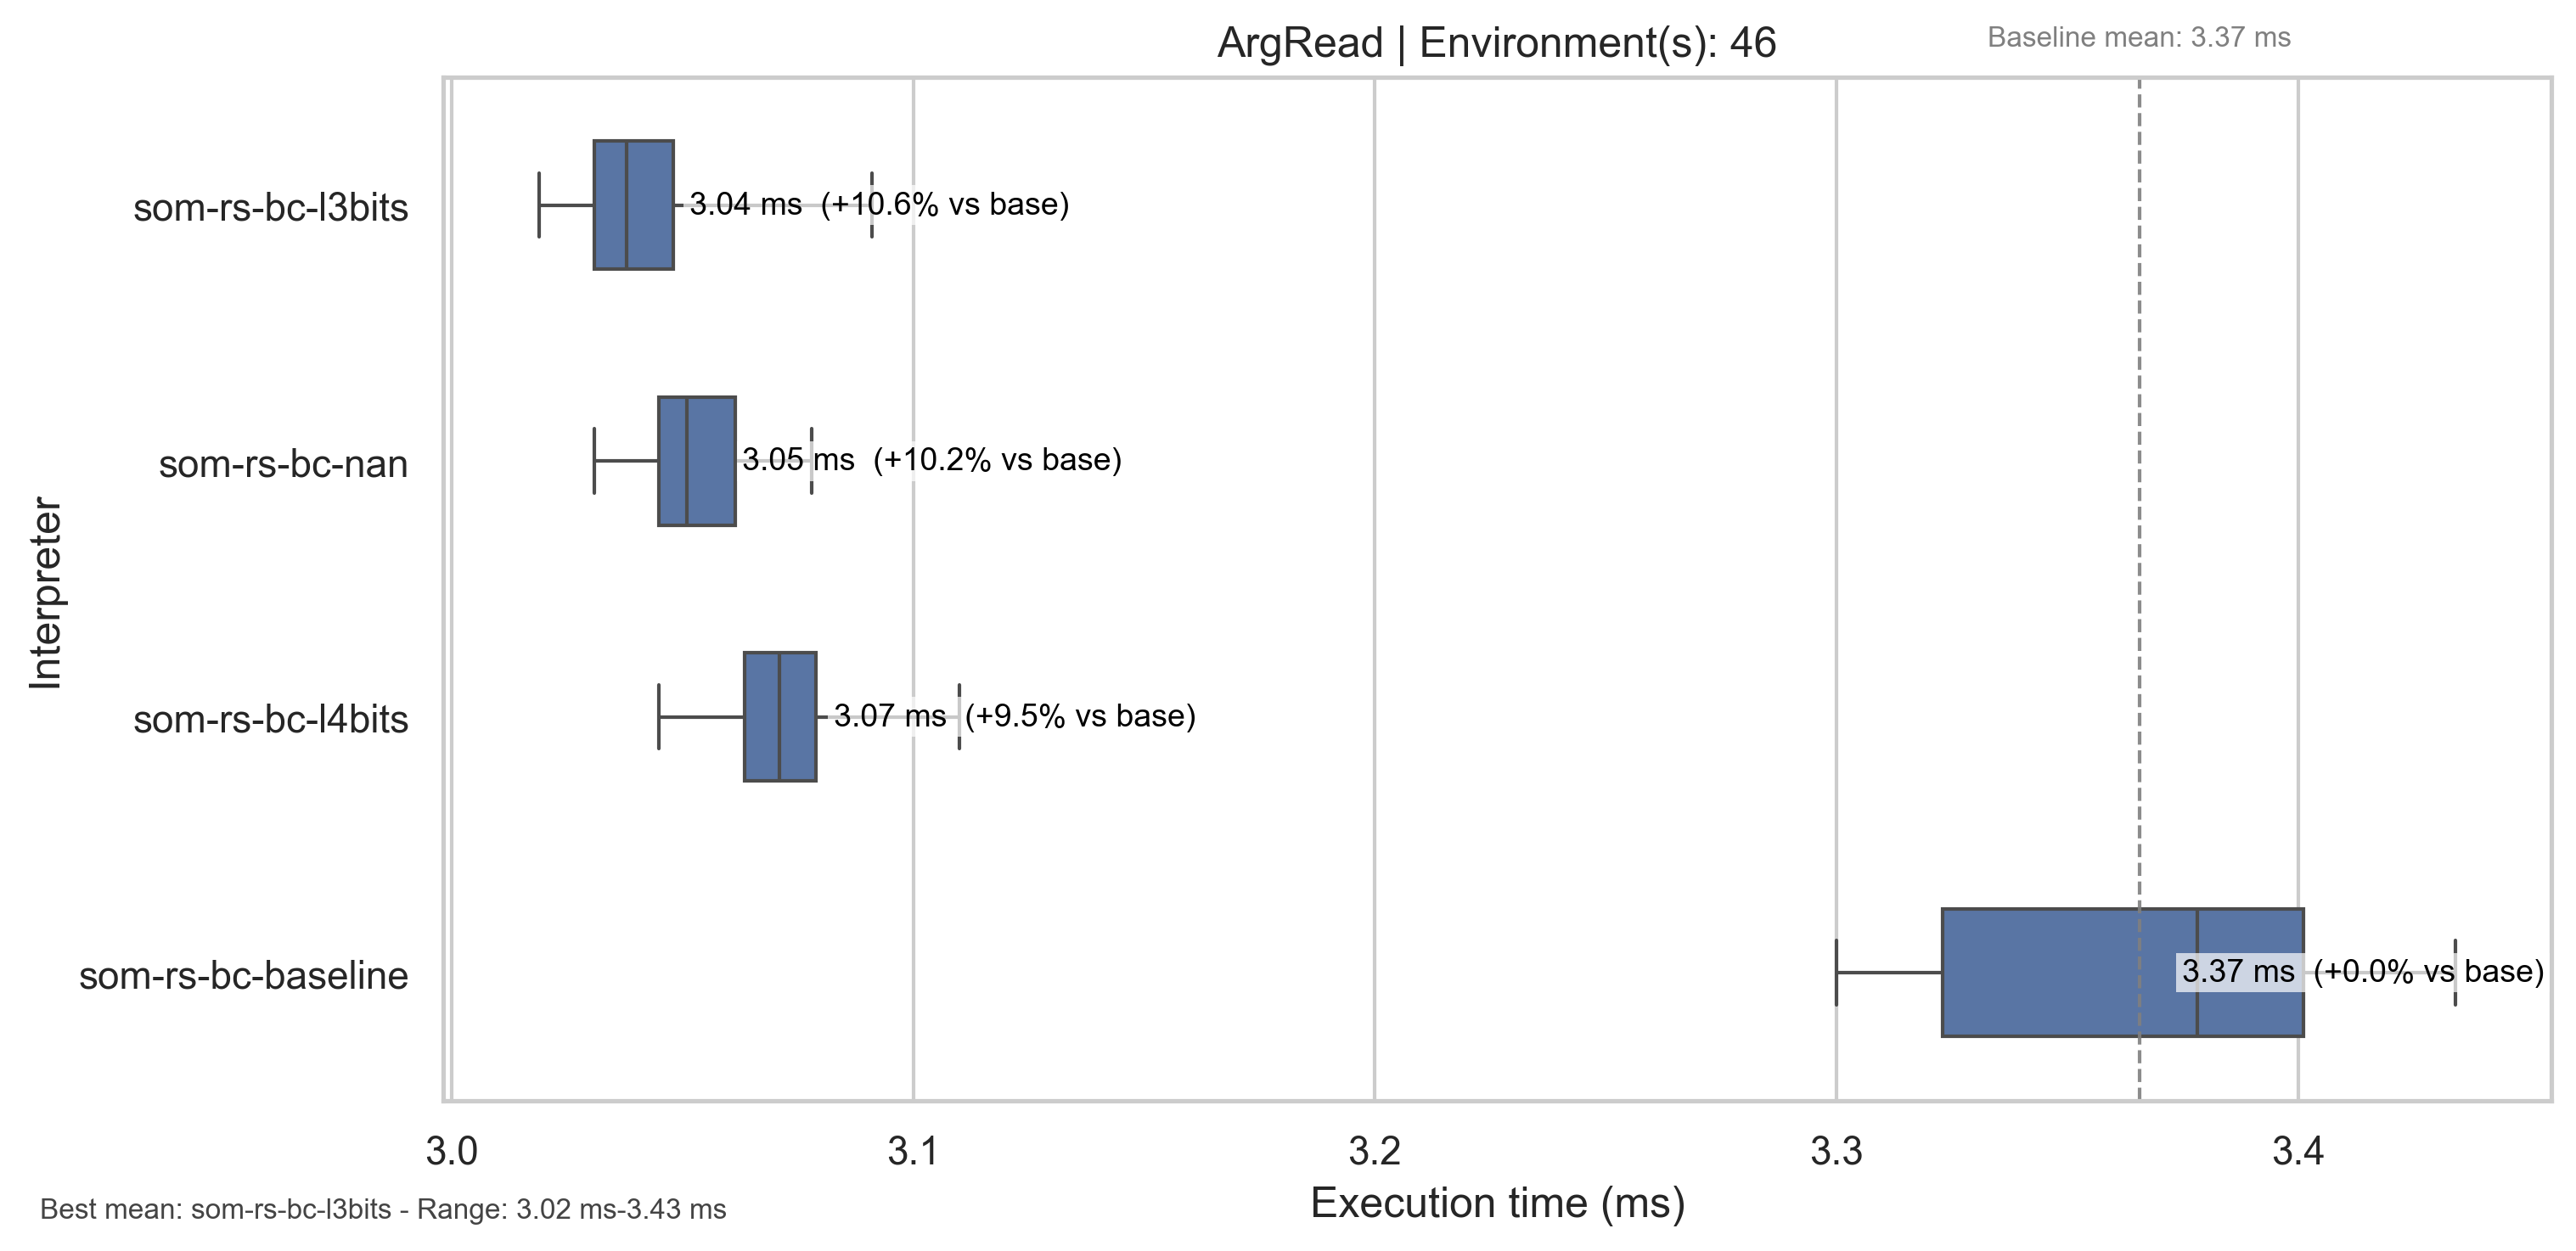 ArgRead | Environment(s): 46
Baseline mean: 3.37 ms
Interpreter
som-rs-bc-l3bits
3.04 ms (+10.6% vs base)
som-rs-bc-nan
3.05 ms (+10.2% vs base)
som-rs-bc-l4bits
3.07 ms (+9.5% vs base)
som-rs-bc-baseline
3.37 ms (+0.0% vs base)
3.0 3.1 3.2 3.3 3.4
Execution time (ms)
Best mean: som-rs-bc-l3bits - Range: 3.02 ms-3.43 ms